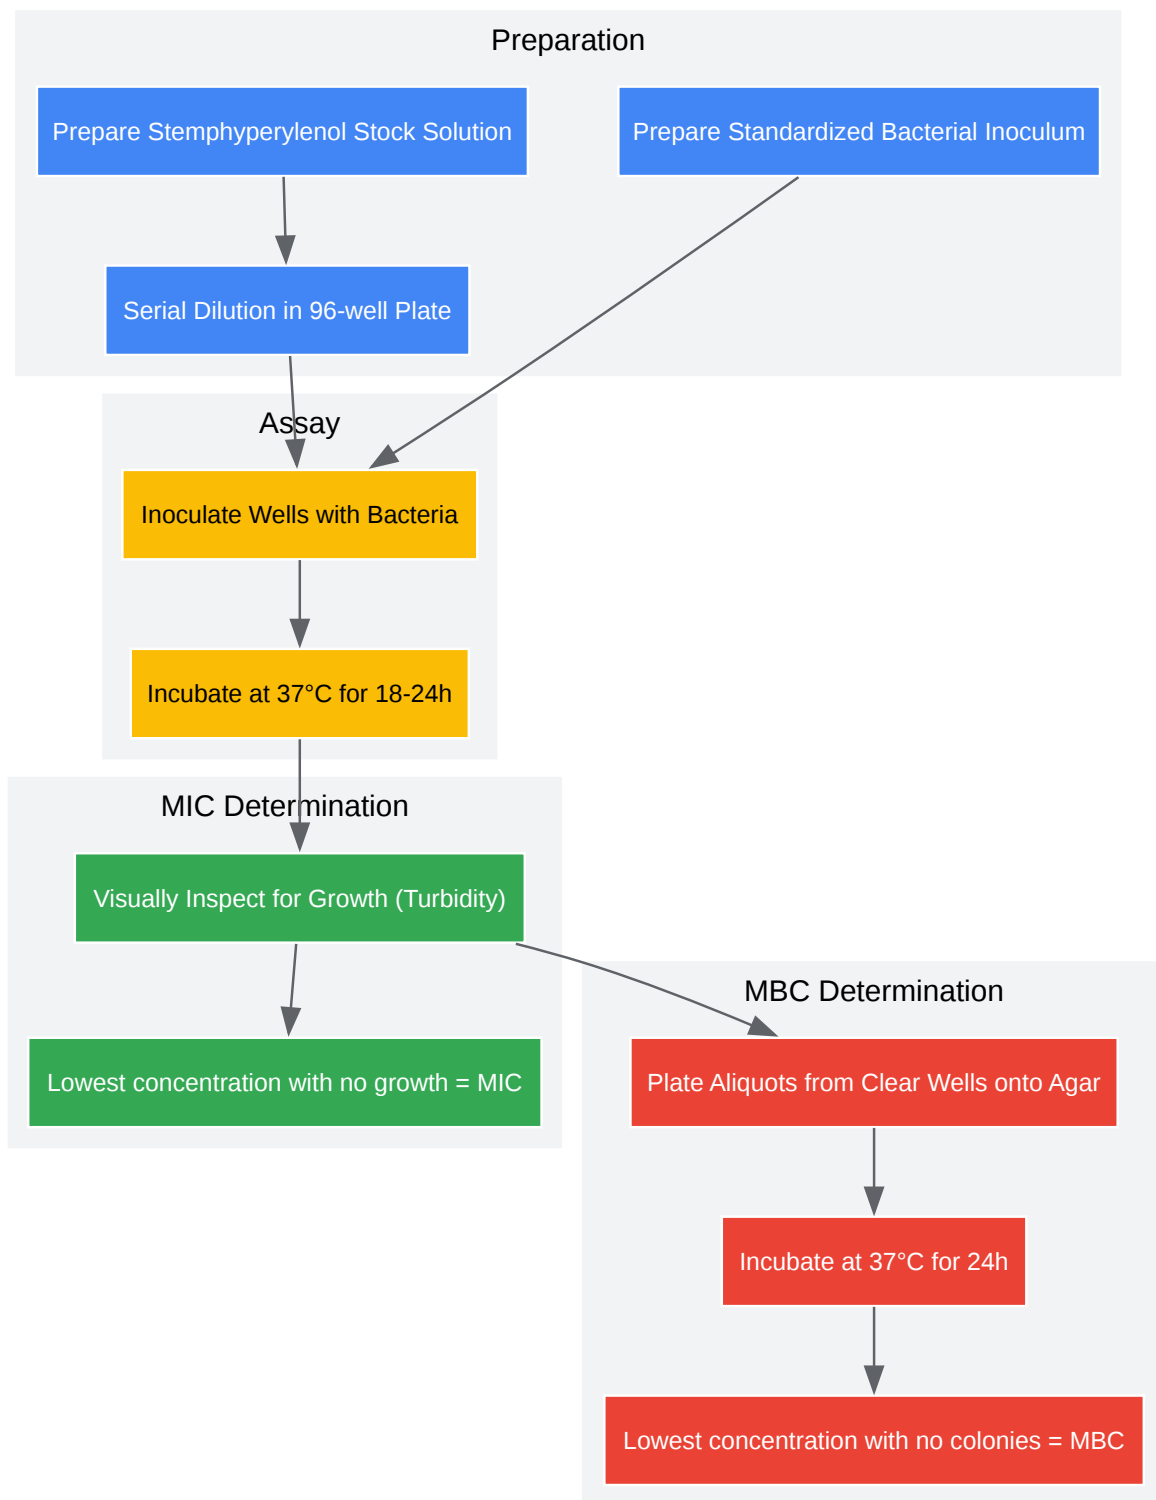 Preparation
Prepare Stemphyperylenol Stock Solution
Prepare Standardized Bacterial Inoculum
Serial Dilution in 96-well Plate
Assay
Inoculate Wells with Bacteria
Incubate at 37°C for 18-24h
MIC Determination
Visually Inspect for Growth (Turbidity)
Lowest concentration with no growth = MIC
MBC Determination
Plate Aliquots from Clear Wells onto Agar
Incubate at 37°C for 24h
Lowest concentration with no colonies = MBC